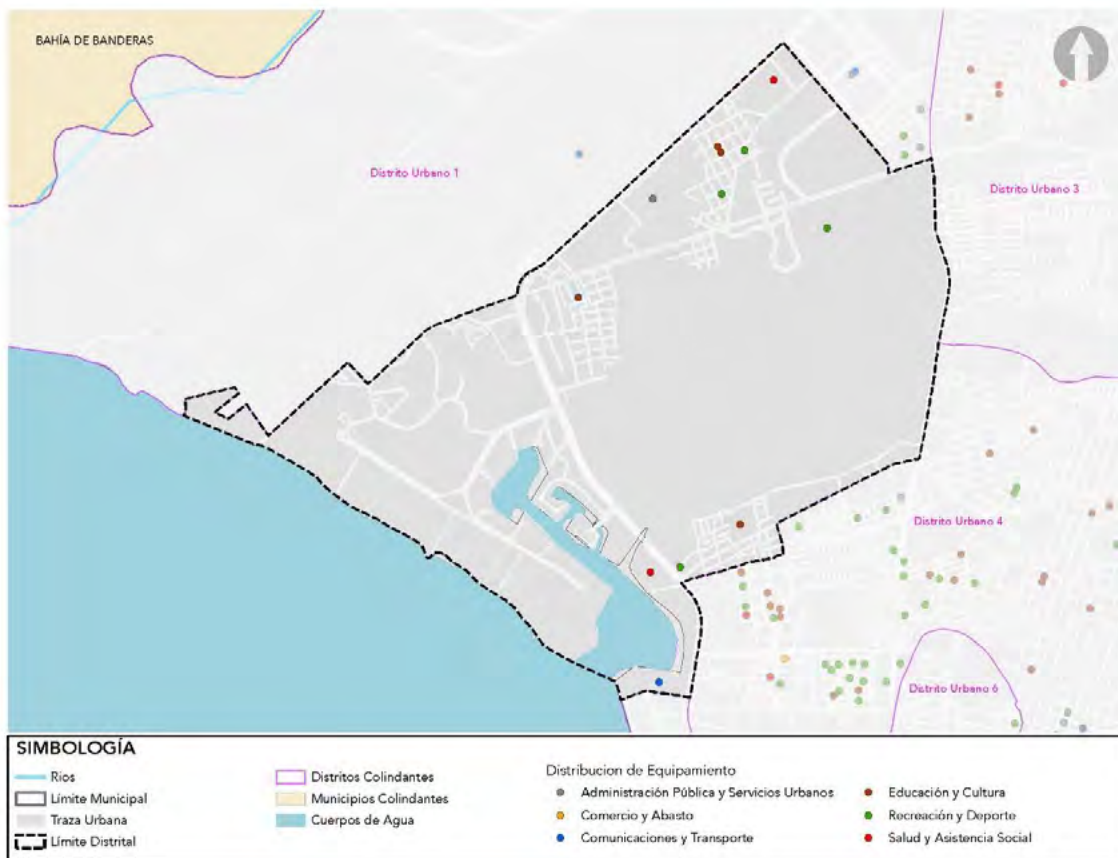 BAHÍA DE BANDERAS
Distrito Urbano 1
Distrito Urbano 3
Distrito Urbano 4
Distrito Urbano 6
SIMBOLOGÍA
Rios
Límite Municipal
Traza Urbana
Límite Distrital
Distritos Colindantes
Municipios Colindantes
Cuerpos de Agua
Distribucion de Equipamiento
Administración Pública y Servicios Urbanos
Comercio y Abasto
Comunicaciones y Transporte
Educación y Cultura
Recreación y Deporte
Salud y Asistencia Social